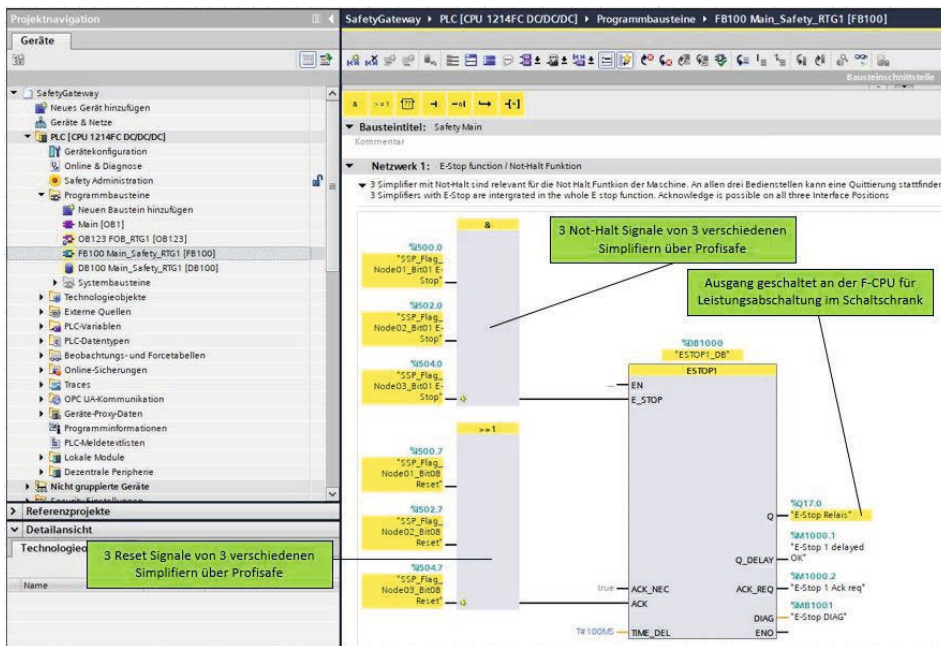 Projektnavigation
Geräte
SafetyGateway
Neues Gerät hinzufügen
Geräte & Netze
PLC [CPU 1214FC DC/DC/DC]
Gerätekonfiguration
Online & Diagnose
Safety Administration
Programmbausteine
Neuen Baustein hinzufügen
Main [OB1]
OB123 FOB_RTG1 [OB123]
FB100 Main_Safety_RTG1 [FB100]
DB100 Main_Safety_RTG1 [DB100]
Systembausteine
Technologieobjekte
Externe Quellen
PLC-Variablen
PLC-Datentypen
Beobachtungs- und Forcetabellen
Online-Sicherungen
Traces
OPC UA-Kommunikation
Geräte-Proxy-Daten
Programminformationen
PLC-Meldetextlisten
Lokale Module
Dezentrale Peripherie
Nicht gruppierte Geräte
Security-Einstellungen
Referenzprojekte
Detailansicht
Name
SafetyGateway PLC [CPU 1214FC DC/DC/DC] Programmbausteine FB100 Main_Safety_RTG1 [FB100]
Bausteinschnittstelle
& >=1 ??
Bausteintitel: Safety Main
Kommentar
Netzwerk 1: E-Stop function / Not-Halt Funktion
3 Simplifier mit Not-Halt sind relevant für die Not Halt Funtkion der Maschine. An allen drei Bedienstellen kann eine Quittierung stattfinden
3 Simplifiers with E-Stop are intergrated in the whole E stop function. Acknowledge is possible on all three Interface Positions
&
%I500.0
"SSP_Flag_
Node01_Bit01 E-
Stop"
%I502.0
"SSP_Flag_
Node02_Bit01 E-
Stop"
%I504.0
"SSP_Flag_
Node03_Bit01 E-
Stop"
>=1
%I500.7
"SSP_Flag_
Node01_Bit08
Reset"
%I502.7
"SSP_Flag_
Node02_Bit08
Reset"
%I504.7
"SSP_Flag_
Node03_Bit08
Reset"
3 Not-Halt Signale von 3 verschiedenen
Simplifiern über Profisafe
Ausgang geschaltet an der F-CPU für
Leistungsabschaltung im Schaltschrank
3 Reset Signale von 3 verschiedenen
Simplifiern über Profisafe
%DB1000
"ESTOP1_DB"
ESTOP1
... EN
E_STOP
true ACK_NEC
ACK
T#100MS TIME_DEL
%Q17.0
Q "E-Stop Relais"
%M1000.1
"E-Stop 1 delayed
Q_DELAY OK"
%M1000.2
ACK_REQ "E-Stop 1 Ack req"
%MB1001
DIAG "E-Stop DIAG"
ENO